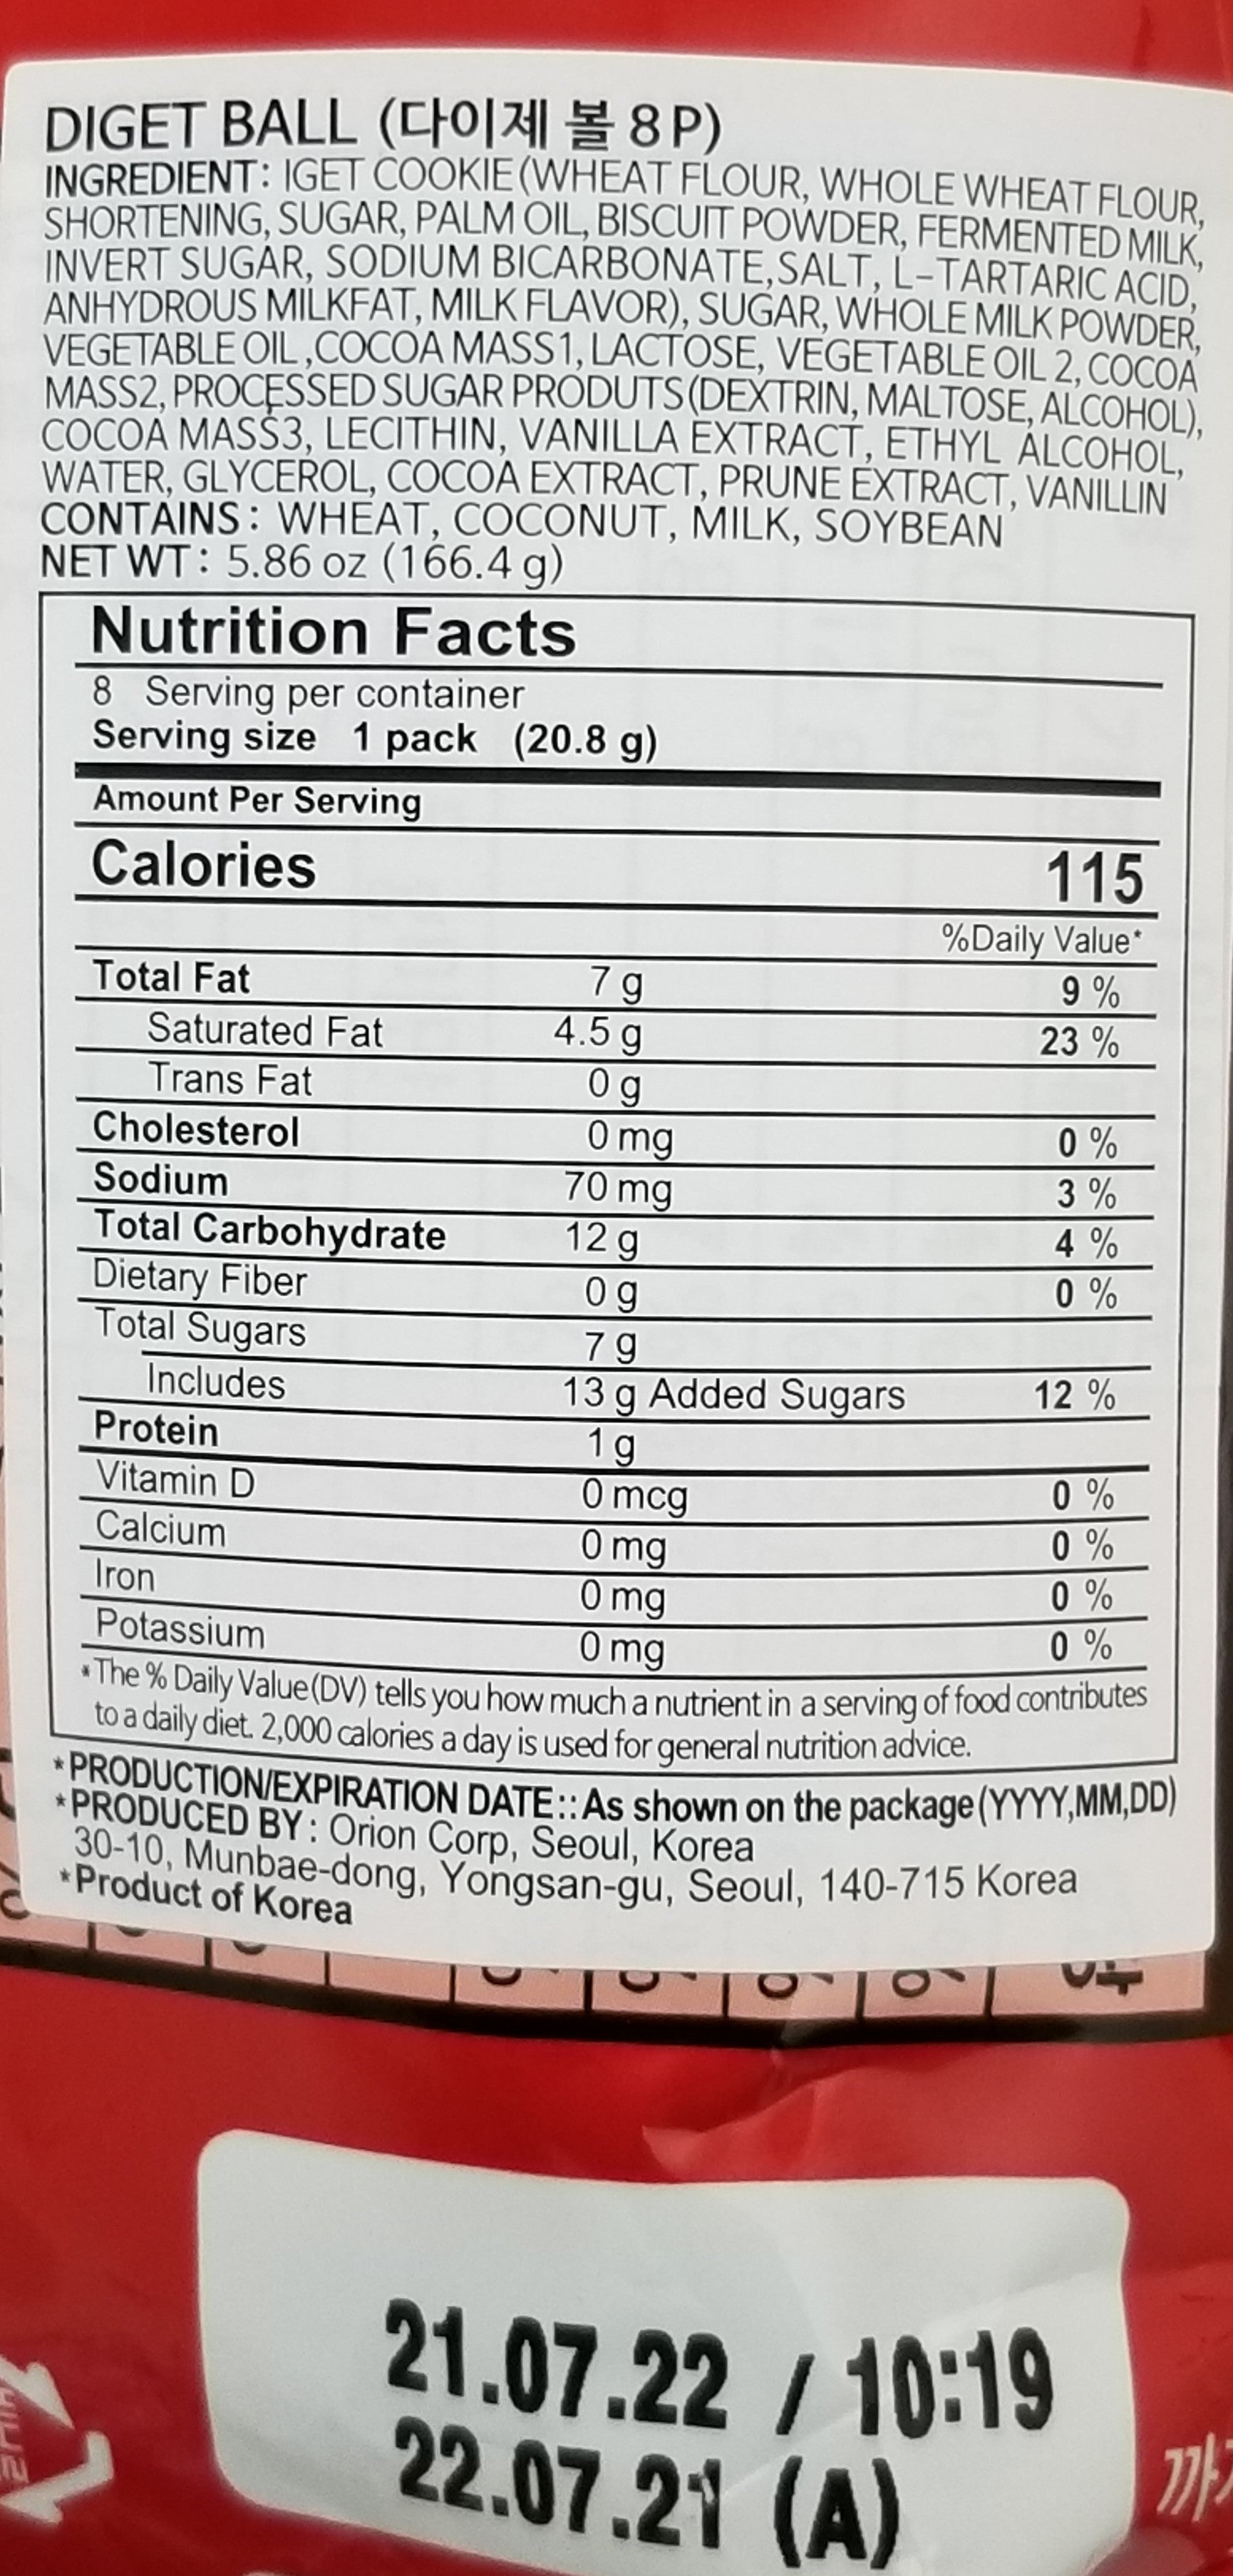 DIGET BALL (다이제 볼 8 P)
INGREDIENT: IGET COOKIE (WHEAT FLOUR, WHOLE WHEAT FLOUR,
SHORTENING, SUGAR, PALM OIL, BISCUIT POWDER, FERMENTED MILK,
INVERT SUGAR, SODIUM BICARBONATE, SALT, L-TARTARIC ACID,
ANHYDROUS MILKFAT, MILK FLAVOR), SUGAR, WHOLE MILK POWDER,
VEGETABLE OIL ,COCOA MASS1, LACTOSE, VEGETABLE OIL 2, COCOA
MASS2, PROCESSED SUGAR PRODUTS (DEXTRIN, MALTOSE, ALCOHOL),
COCOA MASS3, LECITHIN, VANILLA EXTRACT, ETHYL ALCOHOL,
WATER, GLYCEROL, COCOA EXTRACT, PRUNE EXTRACT, VANILLIN
CONTAINS: WHEAT, COCONUT, MILK, SOYBEAN
NET WT: 5.86 oz (166.4 g)
Nutrition Facts
8 Serving per container
Serving size 1 pack (20.8 g)
Amount Per Serving
Calories 115
%Daily Value*
Total Fat 7 g 9 %
Saturated Fat 4.5 g 23 %
Trans Fat 0 g
Cholesterol 0 mg 0 %
Sodium 70 mg 3 %
Total Carbohydrate 12 g 4 %
Dietary Fiber 0 g 0 %
Total Sugars 7 g
Includes 13 g Added Sugars 12 %
Protein 1 g
Vitamin D 0 mcg 0 %
Calcium 0 mg 0 %
Iron 0 mg 0 %
Potassium 0 mg 0 %
*The % Daily Value (DV) tells you how much a nutrient in a serving of food contributes
to a daily diet. 2,000 calories a day is used for general nutrition advice.
*PRODUCTION/EXPIRATION DATE:: As shown on the package (YYYY,MM,DD)
*PRODUCED BY: Orion Corp, Seoul, Korea
30-10, Munbae-dong, Yongsan-gu, Seoul, 140-715 Korea
*Product of Korea
21.07.22 / 10:19
22.07.21 (A)